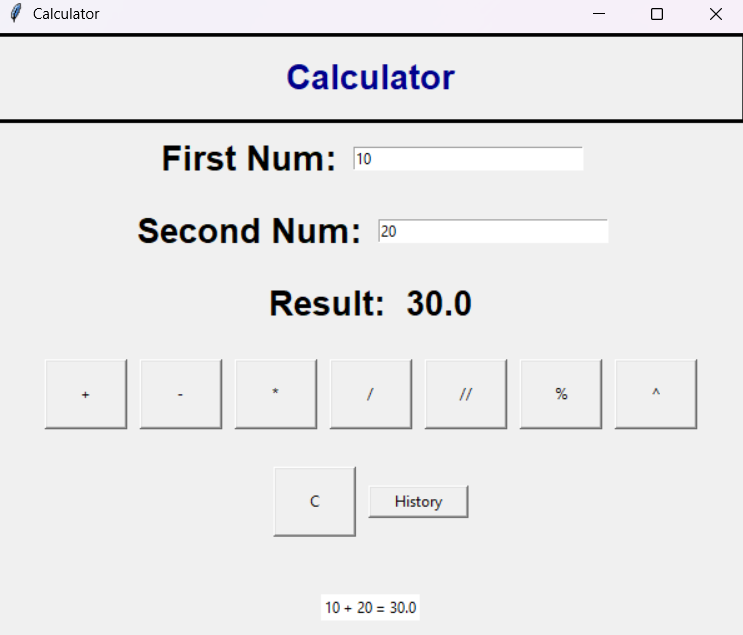 Calculator
Calculator
First Num: 10
Second Num: 20
Result: 30.0
+ - * / // % ^
C History
10 + 20 = 30.0